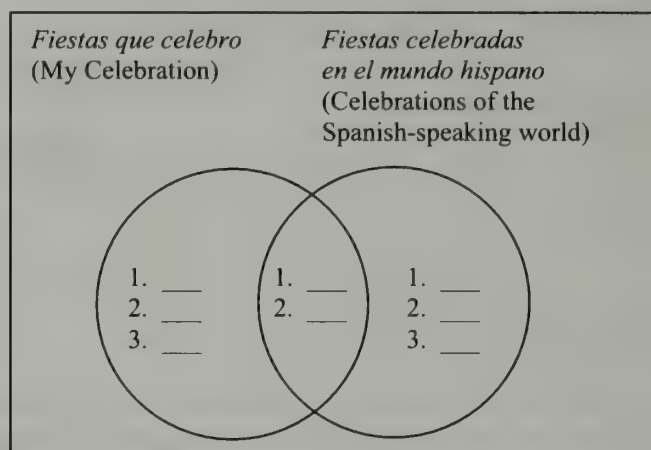 Fiestas que celebro
(My Celebration)
Fiestas celebradas
en el mundo hispano
(Celebrations of the
Spanish-speaking world)
1. ___
2. ___
3. ___
1. ___
2. ___
1. ___
2. ___
3. ___